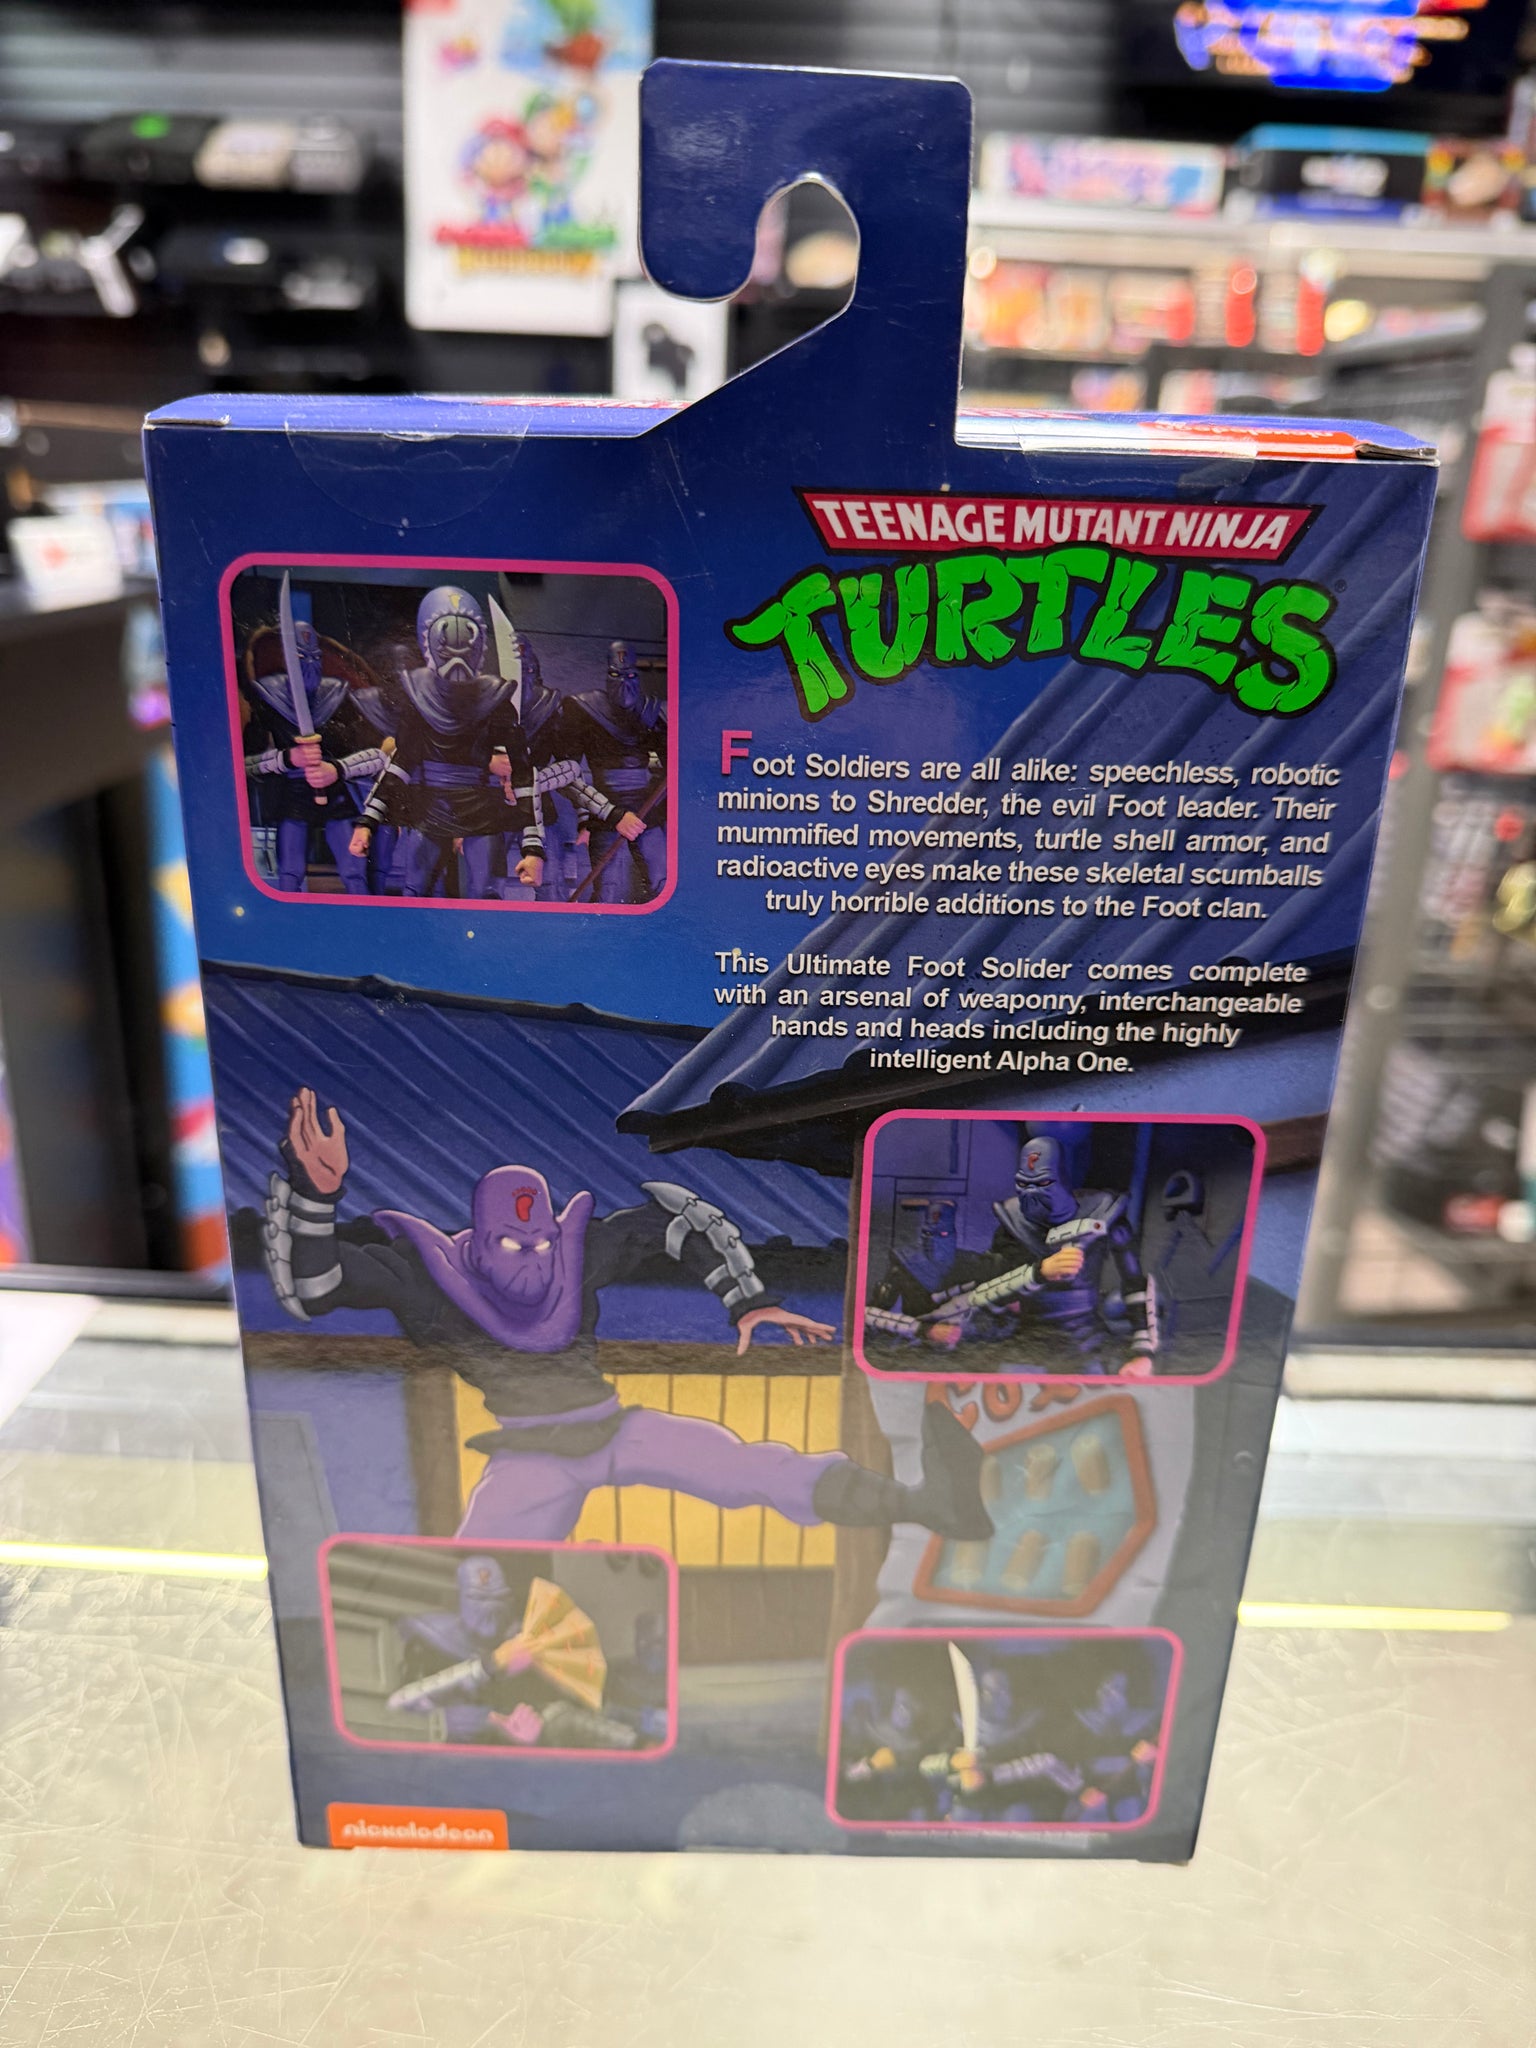 TEENAGE MUTANT NINJA
TURTLES
Foot Soldiers are all alike: speechless, robotic
minions to Shredder, the evil Foot leader. Their
mummified movements, turtle shell armor, and
radioactive eyes make these skeletal scumballs
truly horrible additions to the Foot clan.
This Ultimate Foot Solider comes complete
with an arsenal of weaponry, interchangeable
hands and heads including the highly
intelligent Alpha One.
nickelodeon